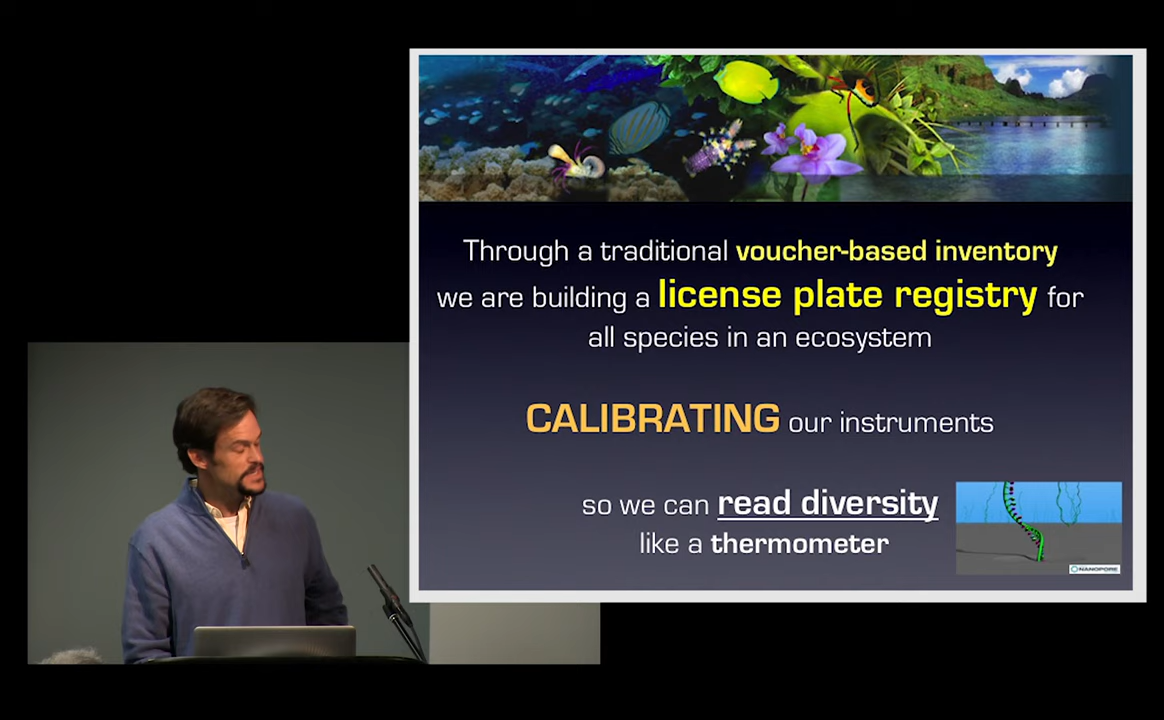 Through a traditional voucher-based inventory
we are building a license plate registry for
all species in an ecosystem
CALIBRATING our instruments
so we can read diversity
like a thermometer
NANOPORE